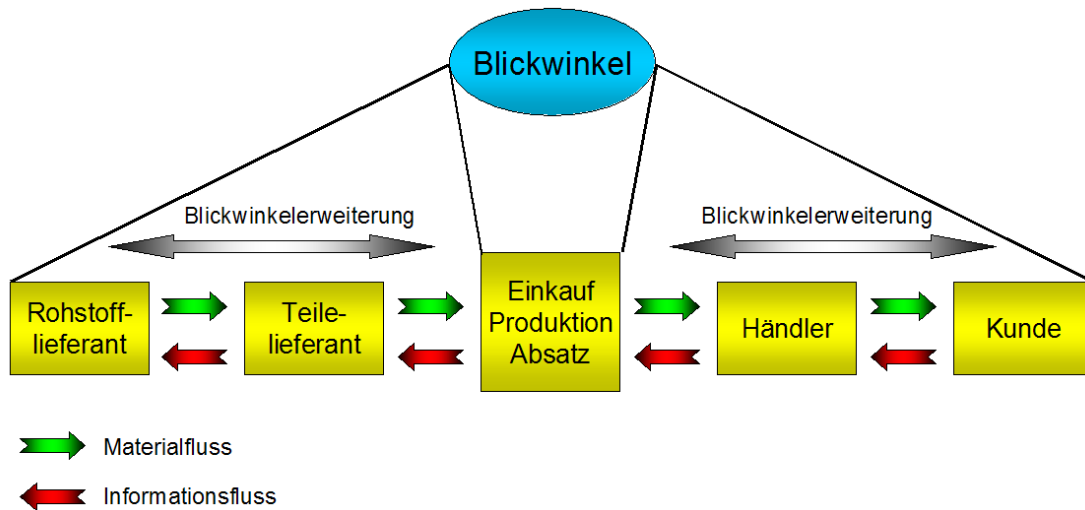 Blickwinkel
Blickwinkelerweiterung
Blickwinkelerweiterung
Rohstoff-
lieferant
Teile-
lieferant
Einkauf
Produktion
Absatz
Händler
Kunde
Materialfluss
Informationsfluss